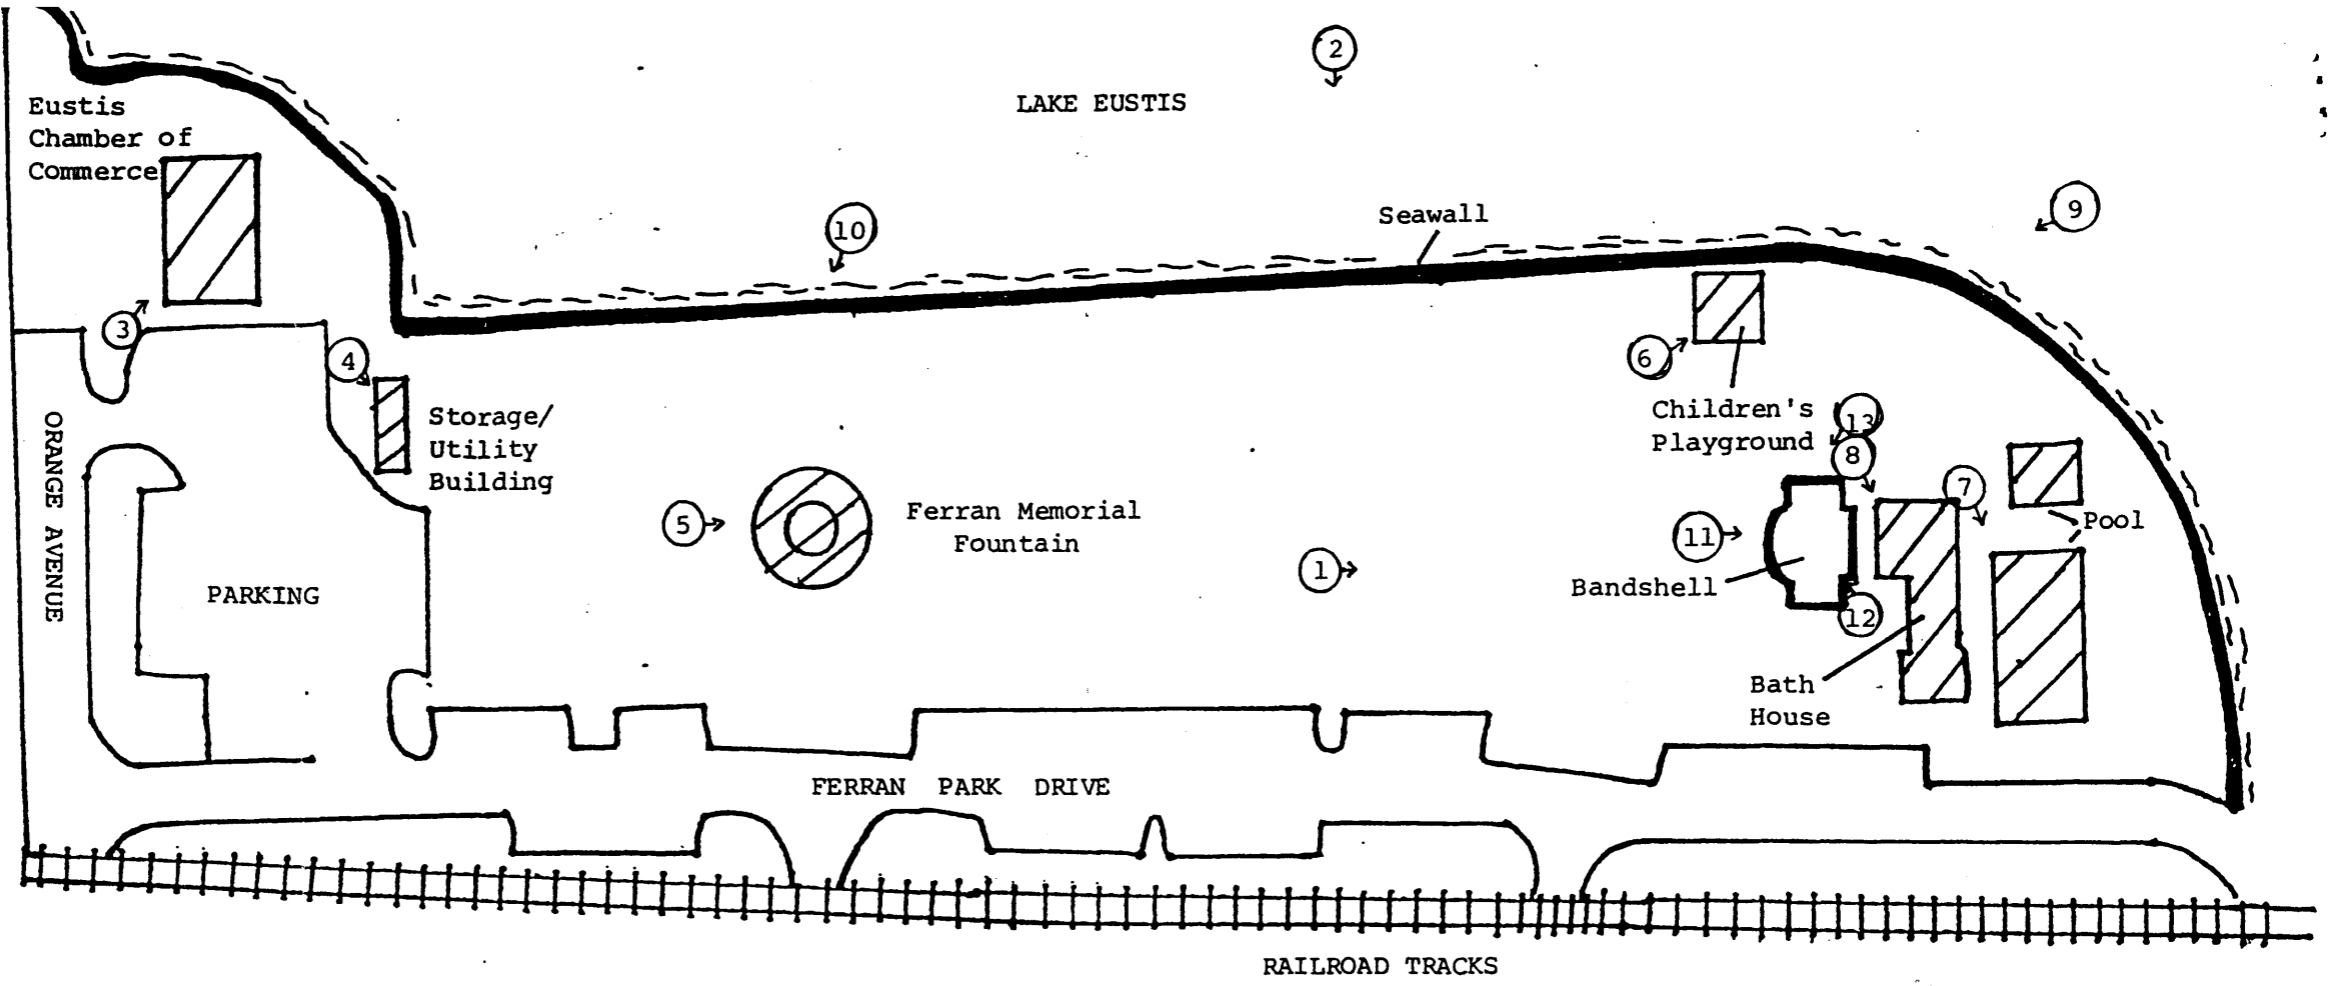 2
LAKE EUSTIS
Eustis
Chamber of
Commerce
9
10
Seawall
3
4
6
Storage/
Utility
Building
Children's
Playground
13
8
7
ORANGE AVENUE
5
Ferran Memorial
Fountain
11
Pool
1
Bandshell
PARKING
12
Bath
House
FERRAN PARK DRIVE
RAILROAD TRACKS